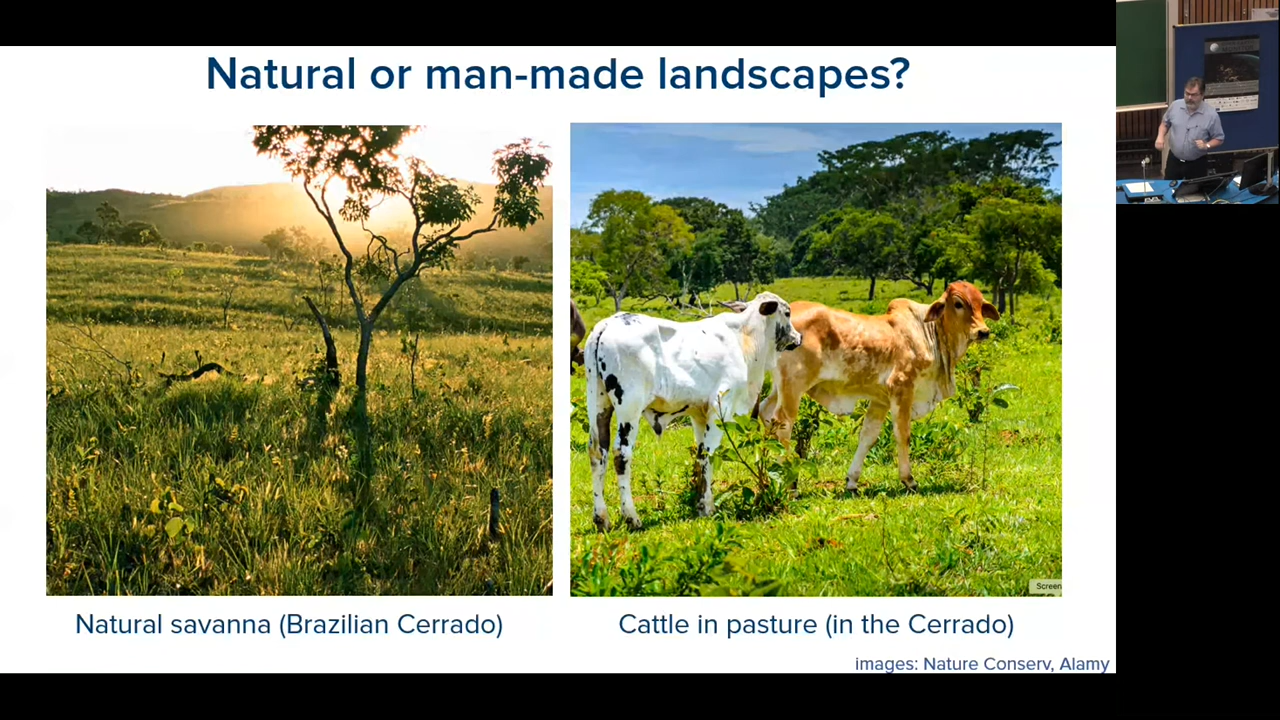 Natural or man-made landscapes?
Screen
Natural savanna (Brazilian Cerrado)
Cattle in pasture (in the Cerrado)
images: Nature Conserv, Alamy